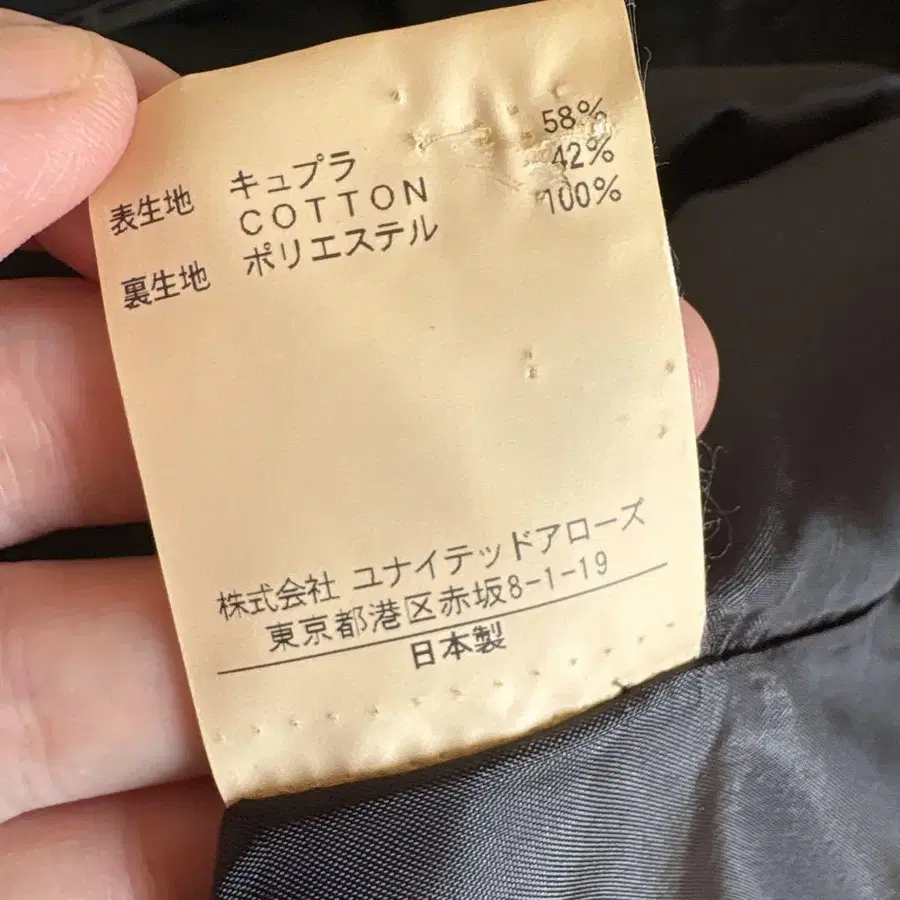 表生地 キュプラ 58%
COTTON 42%
裏生地 ポリエステル 100%
株式会社 ユナイテッドアローズ
東京都港区赤坂8-1-19
日本製